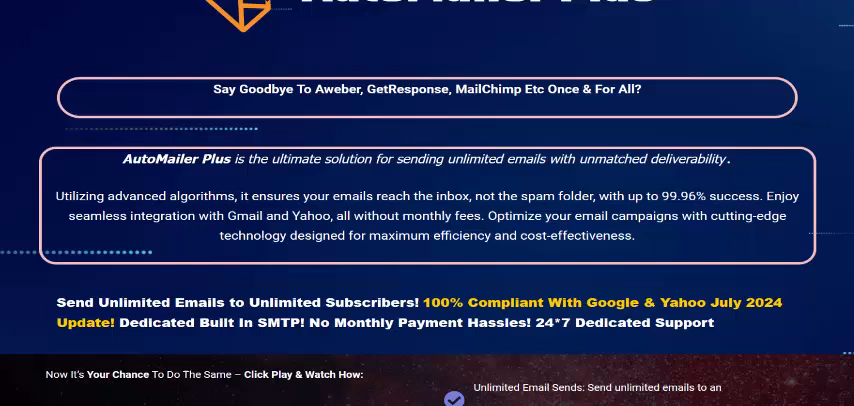 AutoMailer Plus
Say Goodbye To Aweber, GetResponse, MailChimp Etc Once & For All?
AutoMailer Plus is the ultimate solution for sending unlimited emails with unmatched deliverability.
Utilizing advanced algorithms, it ensures your emails reach the inbox, not the spam folder, with up to 99.96% success. Enjoy
seamless integration with Gmail and Yahoo, all without monthly fees. Optimize your email campaigns with cutting-edge
technology designed for maximum efficiency and cost-effectiveness.
Send Unlimited Emails to Unlimited Subscribers! 100% Compliant With Google & Yahoo July 2024
Update! Dedicated Built In SMTP! No Monthly Payment Hassles! 24*7 Dedicated Support
Now It's Your Chance To Do The Same – Click Play & Watch How:
Unlimited Email Sends: Send unlimited emails to an